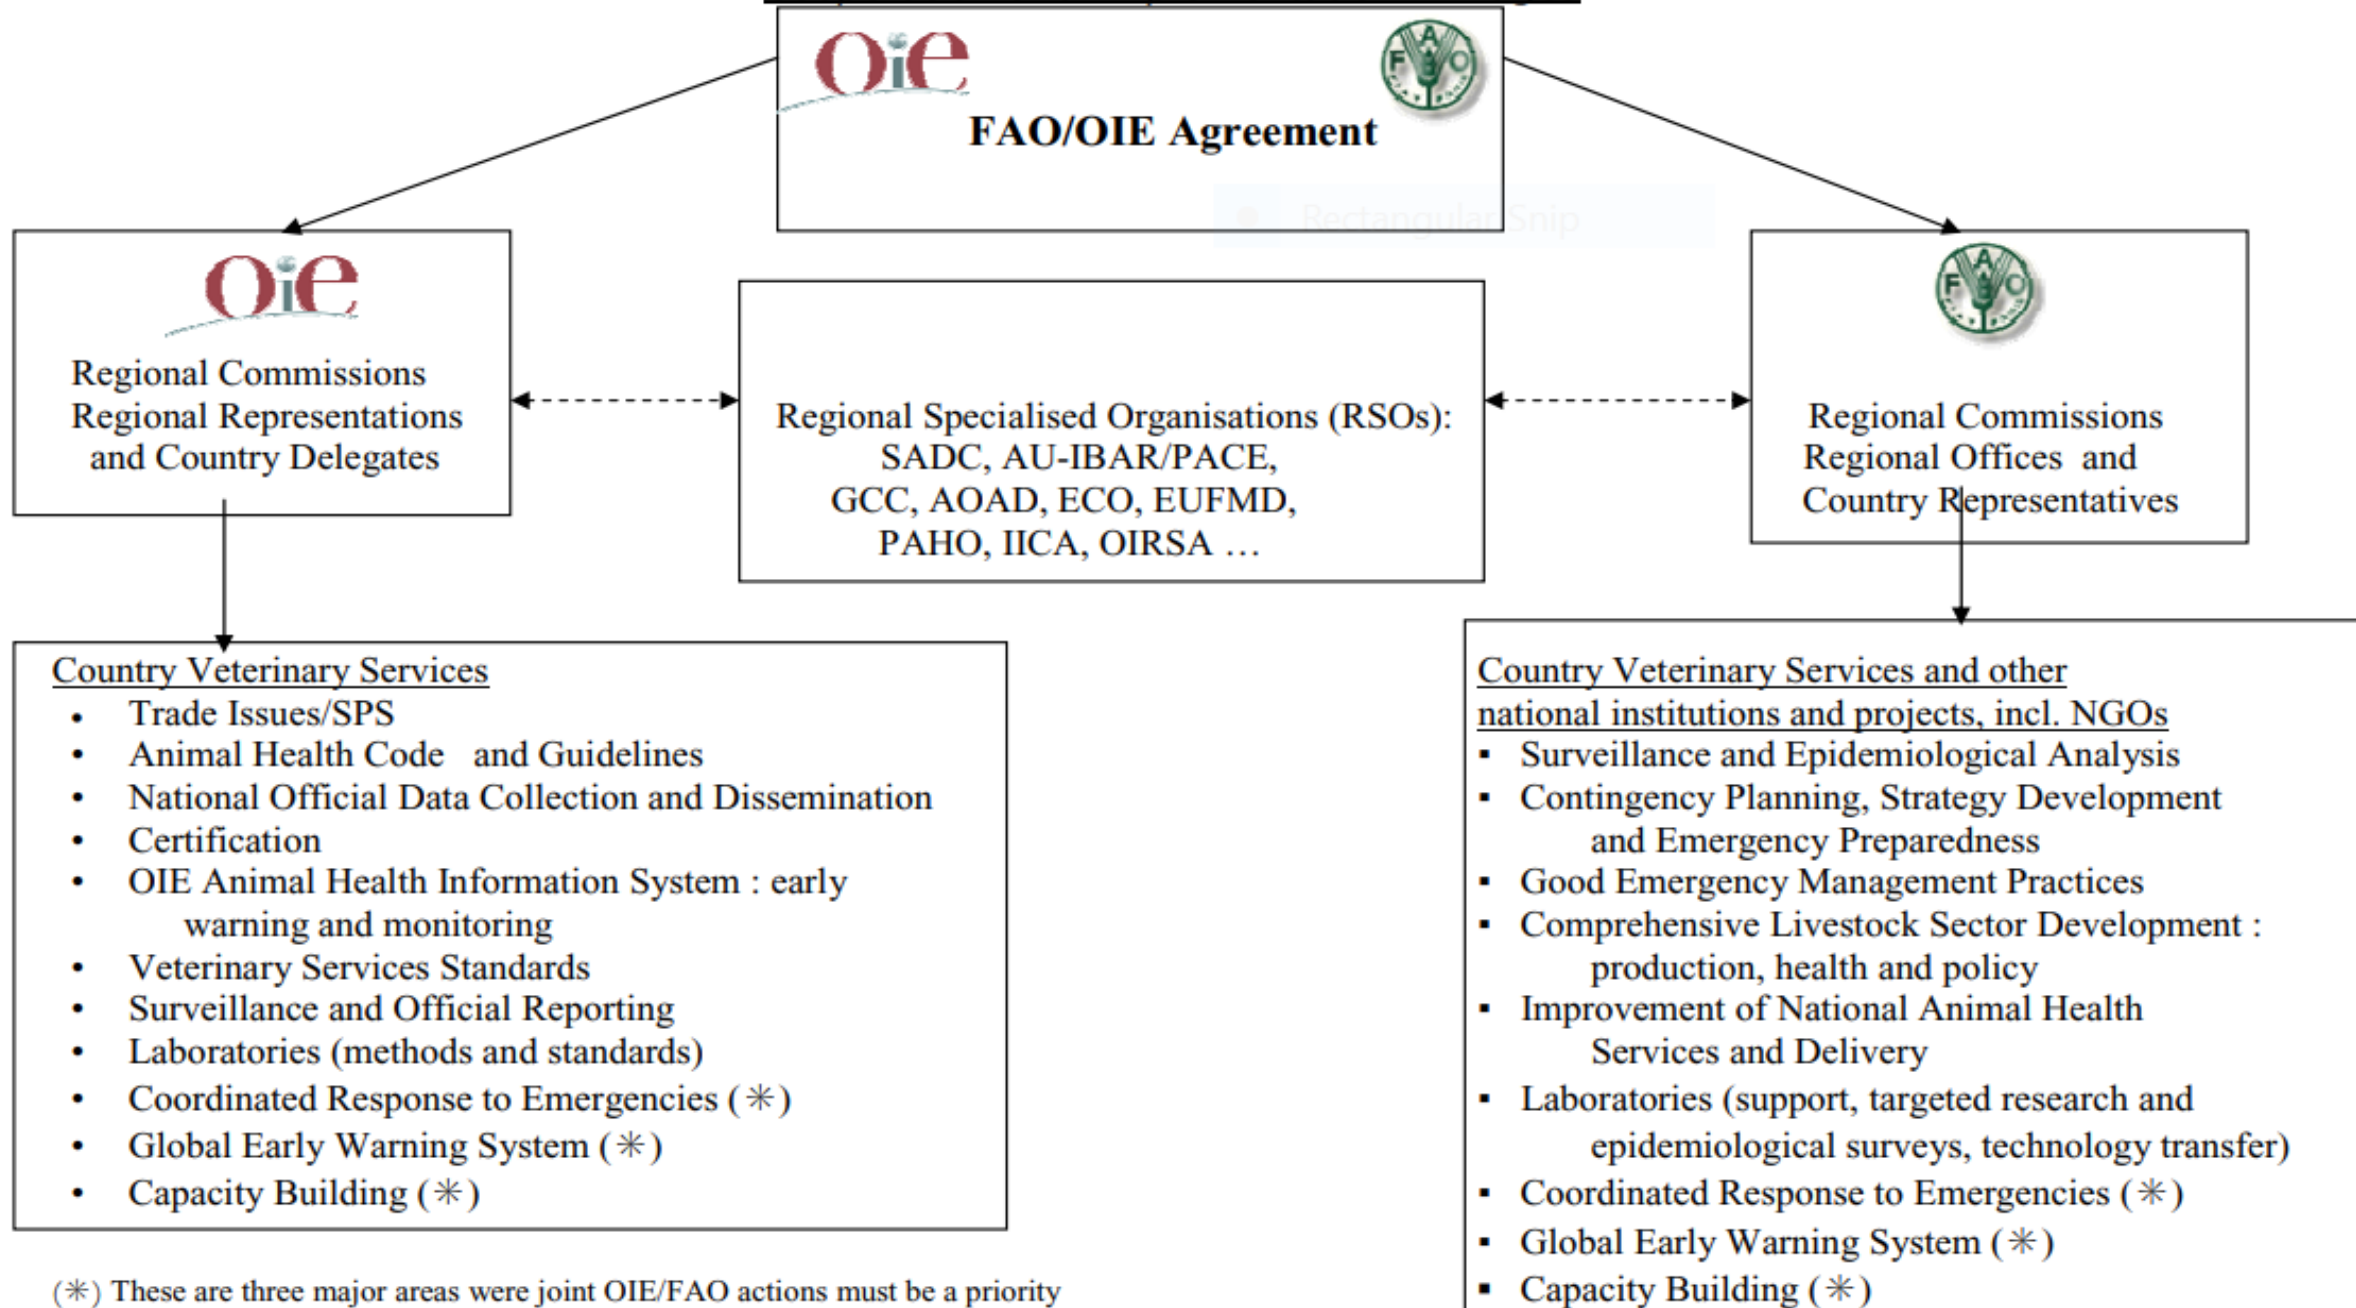 OiE
FAO
FAO/OIE Agreement
Rectangular Snip
OiE
Regional Commissions
Regional Representations
and Country Delegates
Regional Specialised Organisations (RSOs):
SADC, AU-IBAR/PACE,
GCC, AOAD, ECO, EUFMD,
PAHO, IICA, OIRSA …
FAO
Regional Commissions
Regional Offices and
Country Representatives
Country Veterinary Services
• Trade Issues/SPS
• Animal Health Code and Guidelines
• National Official Data Collection and Dissemination
• Certification
• OIE Animal Health Information System : early
warning and monitoring
• Veterinary Services Standards
• Surveillance and Official Reporting
• Laboratories (methods and standards)
• Coordinated Response to Emergencies (✳)
• Global Early Warning System (✳)
• Capacity Building (✳)
(✳) These are three major areas were joint OIE/FAO actions must be a priority
Country Veterinary Services and other
national institutions and projects, incl. NGOs
▪ Surveillance and Epidemiological Analysis
▪ Contingency Planning, Strategy Development
and Emergency Preparedness
▪ Good Emergency Management Practices
▪ Comprehensive Livestock Sector Development :
production, health and policy
▪ Improvement of National Animal Health
Services and Delivery
▪ Laboratories (support, targeted research and
epidemiological surveys, technology transfer)
▪ Coordinated Response to Emergencies (✳)
▪ Global Early Warning System (✳)
▪ Capacity Building (✳)